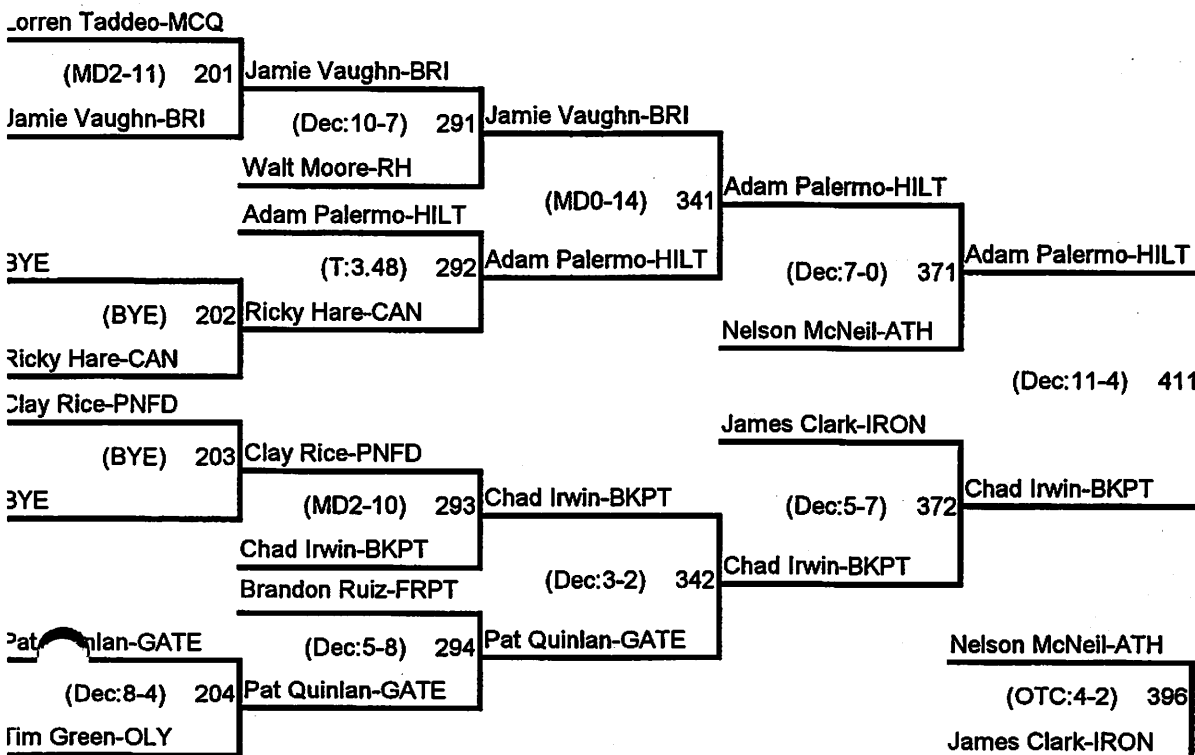 Lorren Taddeo-MCQ
(MD2-11) 201
Jamie Vaughn-BRI
Jamie Vaughn-BRI
(Dec:10-7) 291
Walt Moore-RH
Jamie Vaughn-BRI
Adam Palermo-HILT
(T:3.48) 292
BYE
(BYE) 202
Ricky Hare-CAN
Ricky Hare-CAN
Adam Palermo-HILT
(MD0-14) 341
Adam Palermo-HILT
(Dec:7-0) 371
Nelson McNeil-ATH
Adam Palermo-HILT
(Dec:11-4) 411
Clay Rice-PNFD
(BYE) 203
BYE
Clay Rice-PNFD
(MD2-10) 293
Chad Irwin-BKPT
Chad Irwin-BKPT
Brandon Ruiz-FRPT
(Dec:5-8) 294
Pat Quinlan-GATE
Pat Quinlan-GATE
(Dec:8-4) 204
Tim Green-OLY
Pat Quinlan-GATE
(Dec:3-2) 342
James Clark-IRON
(Dec:5-7) 372
Chad Irwin-BKPT
Chad Irwin-BKPT
Nelson McNeil-ATH
(OTC:4-2) 396
James Clark-IRON